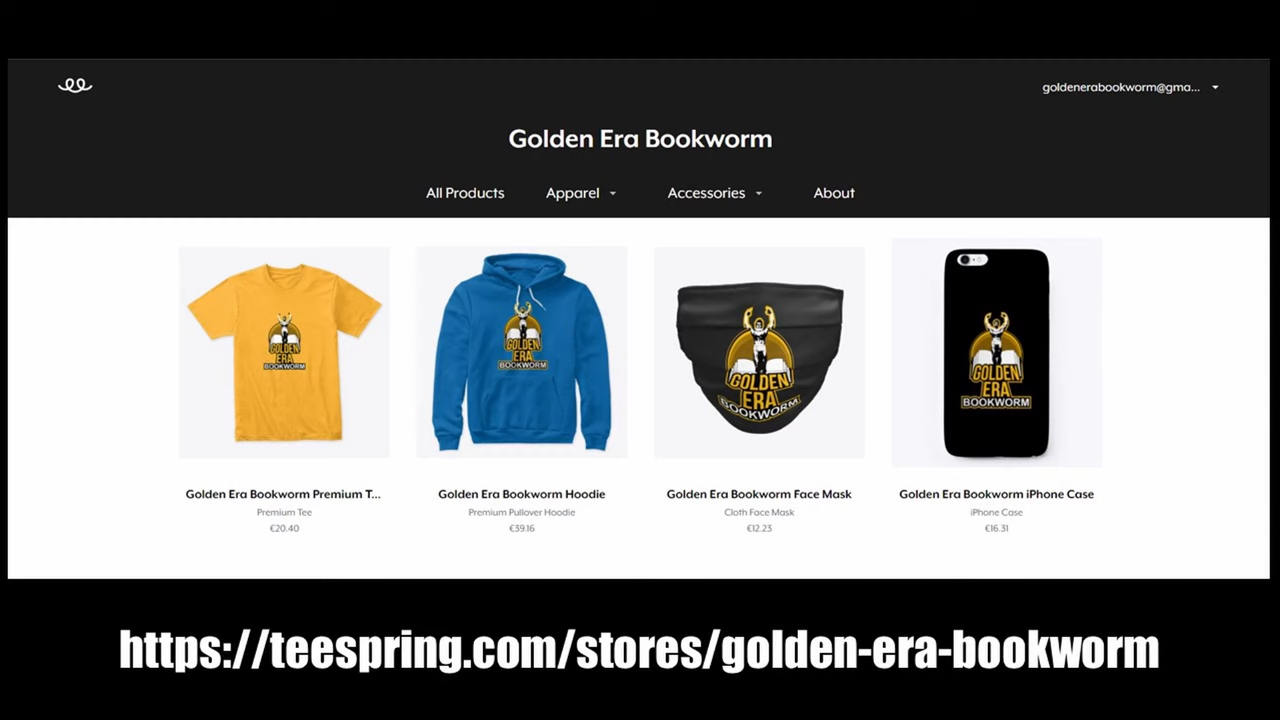 goldenerabookworm@gma...
Golden Era Bookworm
All Products Apparel Accessories About
GOLDEN
ERA
BOOKWORM
GOLDEN
ERA
BOOKWORM
GOLDEN
ERA
BOOKWORM
GOLDEN
ERA
BOOKWORM
Golden Era Bookworm Premium T...
Premium Tee
€20.40
Golden Era Bookworm Hoodie
Premium Pullover Hoodie
€39.16
Golden Era Bookworm Face Mask
Cloth Face Mask
€12.23
Golden Era Bookworm iPhone Case
iPhone Case
€16.31
https://teespring.com/stores/golden-era-bookworm